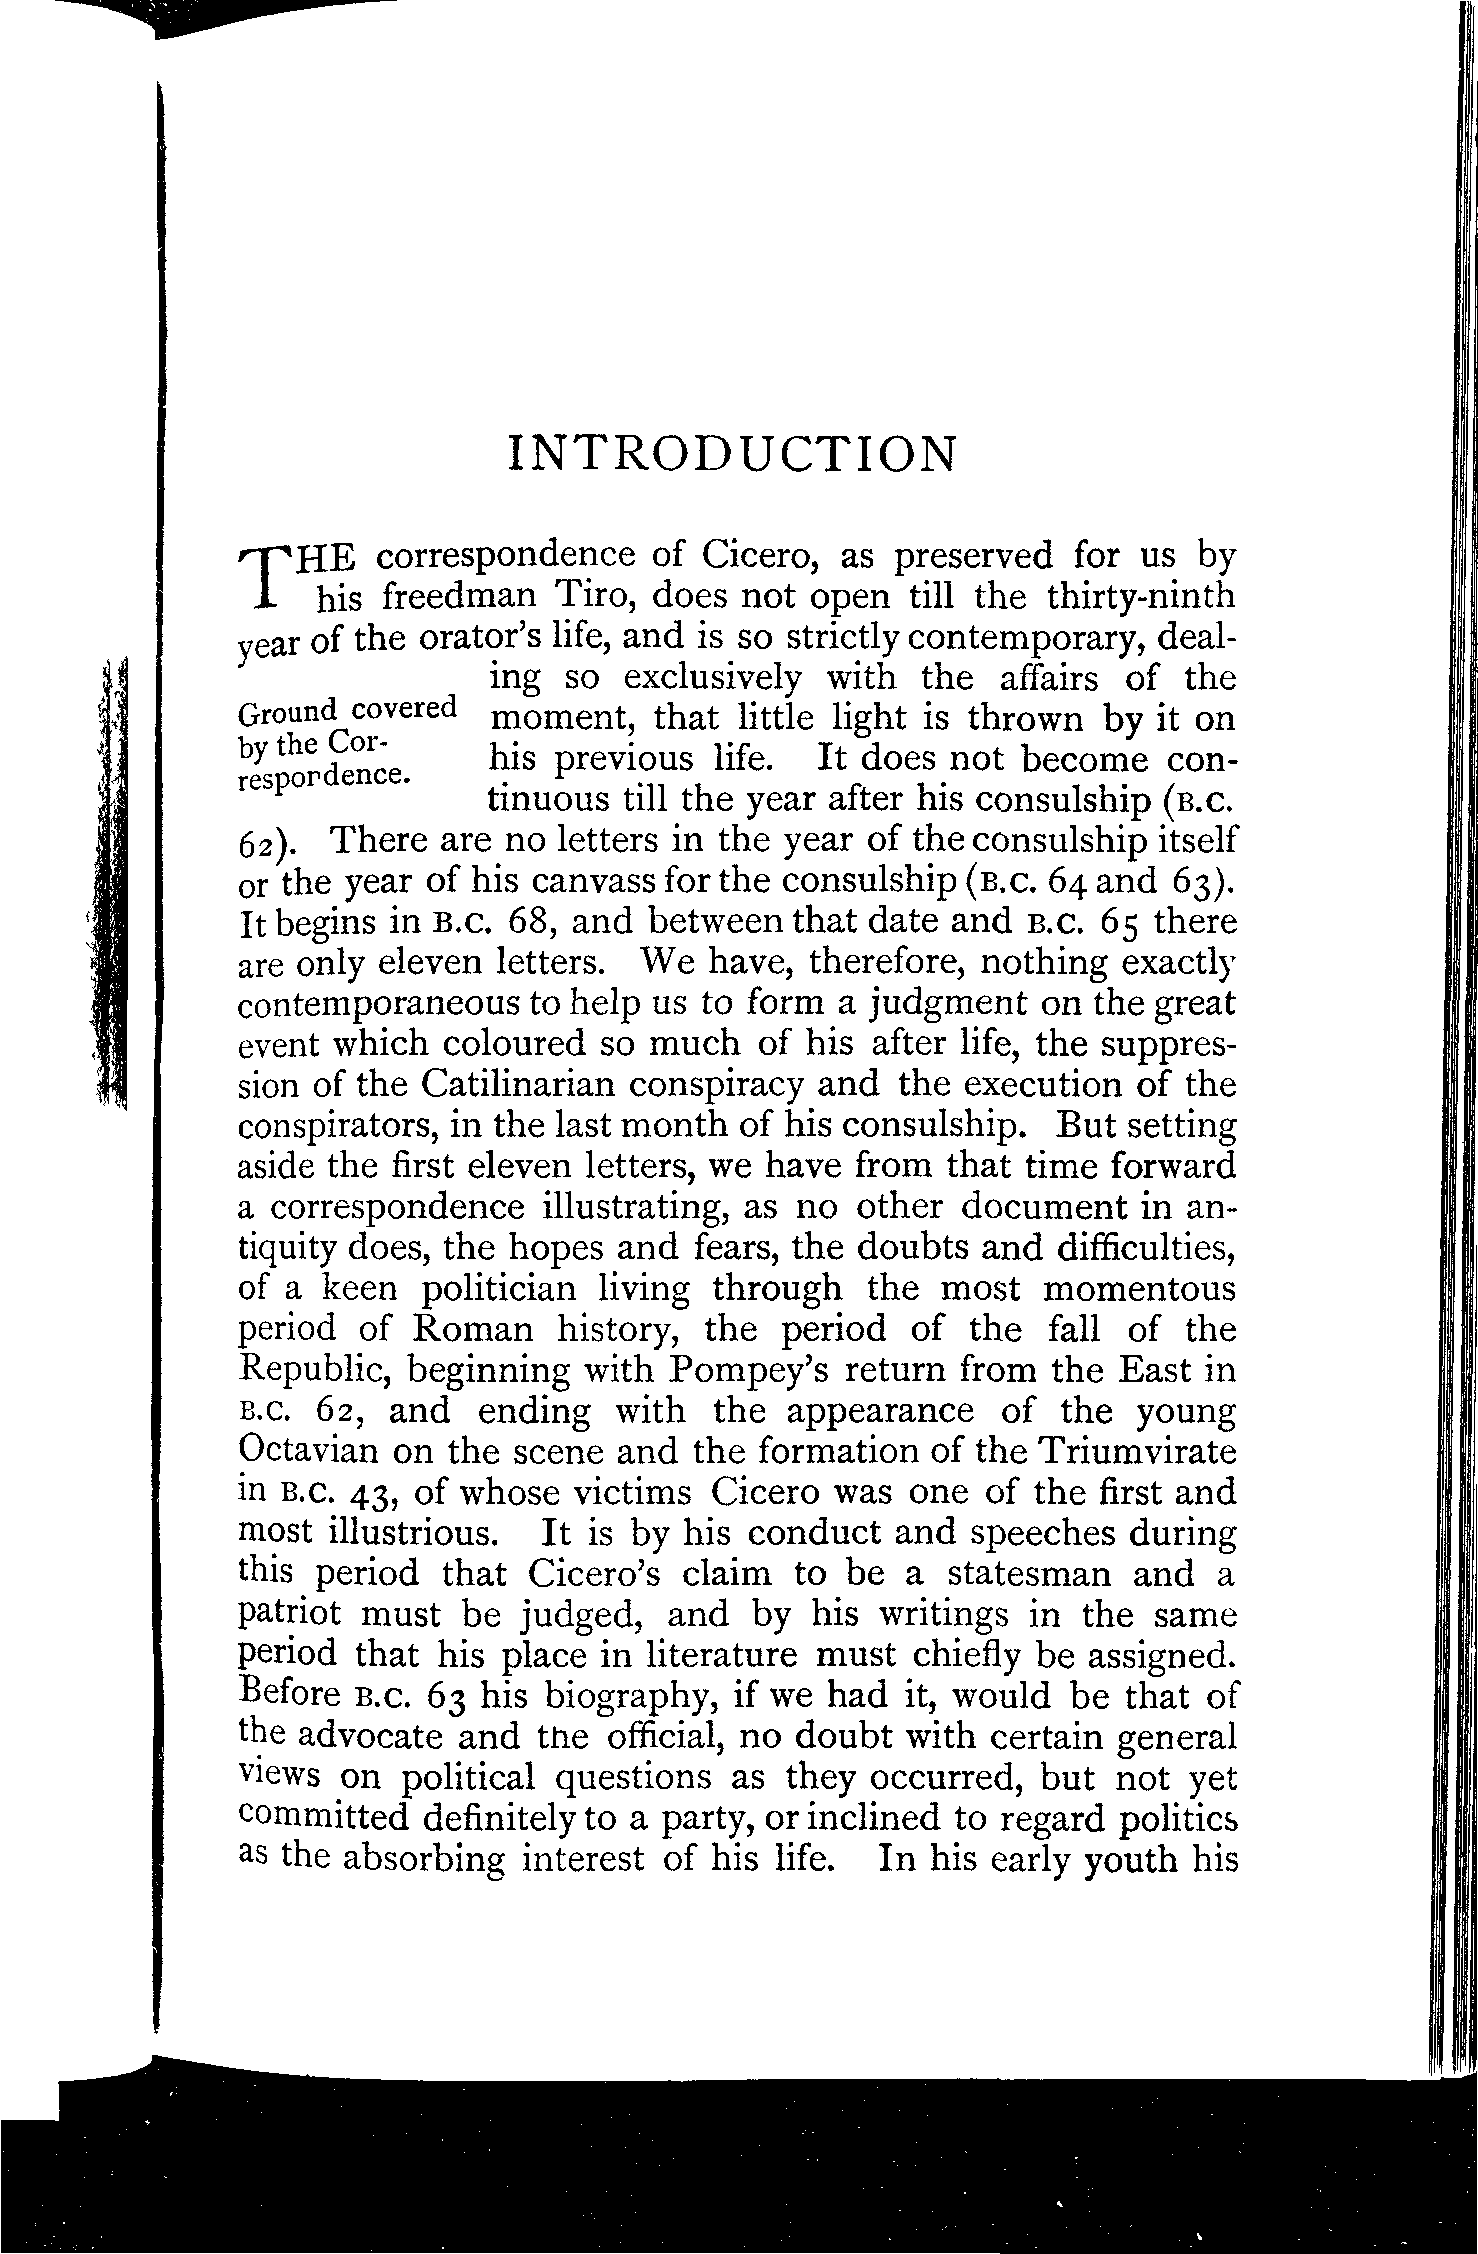 INTRODUCTION
THE correspondence of Cicero, as preserved for us by
his freedman Tiro, does not open till the thirty-ninth
year of the orator's life, and is so strictly contemporary, deal-
ing so exclusively with the affairs of the
Ground covered
by the Cor-
respondence.
moment, that little light is thrown by it on
his previous life. It does not become con-
tinuous till the year after his consulship (B.C.
62). There are no letters in the year of the consulship itself
or the year of his canvass for the consulship (B.C. 64 and 63).
It begins in B.C. 68, and between that date and B.C. 65 there
are only eleven letters. We have, therefore, nothing exactly
contemporaneous to help us to form a judgment on the great
event which coloured so much of his after life, the suppres-
sion of the Catilinarian conspiracy and the execution of the
conspirators, in the last month of his consulship. But setting
aside the first eleven letters, we have from that time forward
a correspondence illustrating, as no other document in an-
tiquity does, the hopes and fears, the doubts and difficulties,
of a keen politician living through the most momentous
period of Roman history, the period of the fall of the
Republic, beginning with Pompey's return from the East in
B.C. 62, and ending with the appearance of the young
Octavian on the scene and the formation of the Triumvirate
in B.C. 43, of whose victims Cicero was one of the first and
most illustrious. It is by his conduct and speeches during
this period that Cicero's claim to be a statesman and a
patriot must be judged, and by his writings in the same
period that his place in literature must chiefly be assigned.
Before B.C. 63 his biography, if we had it, would be that of
the advocate and the official, no doubt with certain general
views on political questions as they occurred, but not yet
committed definitely to a party, or inclined to regard politics
as the absorbing interest of his life. In his early youth his